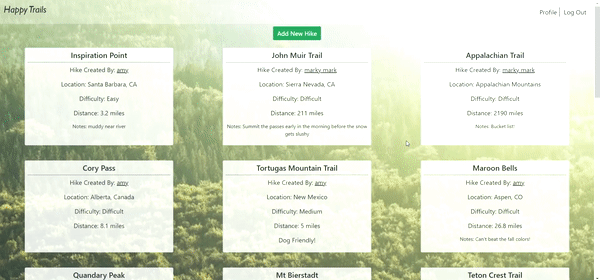 Happy Trails
Profile
Log Out
Add New Hike
Inspiration Point
Hike Created By: amy
Location: Santa Barbara, CA
Difficulty: Easy
Distance: 3.2 miles
Notes: muddy near river
John Muir Trail
Hike Created By: marky mark
Location: Sierra Nevada, CA
Difficulty: Difficult
Distance: 211 miles
Notes: Summit the passes early in the morning before the snow
gets slushy
Appalachian Trail
Hike Created By: marky mark
Location: Appalachian Mountains
Difficulty: Difficult
Distance: 2190 miles
Notes: Bucket list!
Cory Pass
Hike Created By: amy
Location: Alberta, Canada
Difficulty: Difficult
Distance: 8.1 miles
Tortugas Mountain Trail
Hike Created By: amy
Location: New Mexico
Difficulty: Medium
Distance: 5 miles
Dog Friendly!
Maroon Bells
Hike Created By: amy
Location: Aspen, CO
Difficulty: Difficult
Distance: 26.8 miles
Notes: Can't beat the fall colors!
Quandary Peak
Mt Bierstadt
Teton Crest Trail